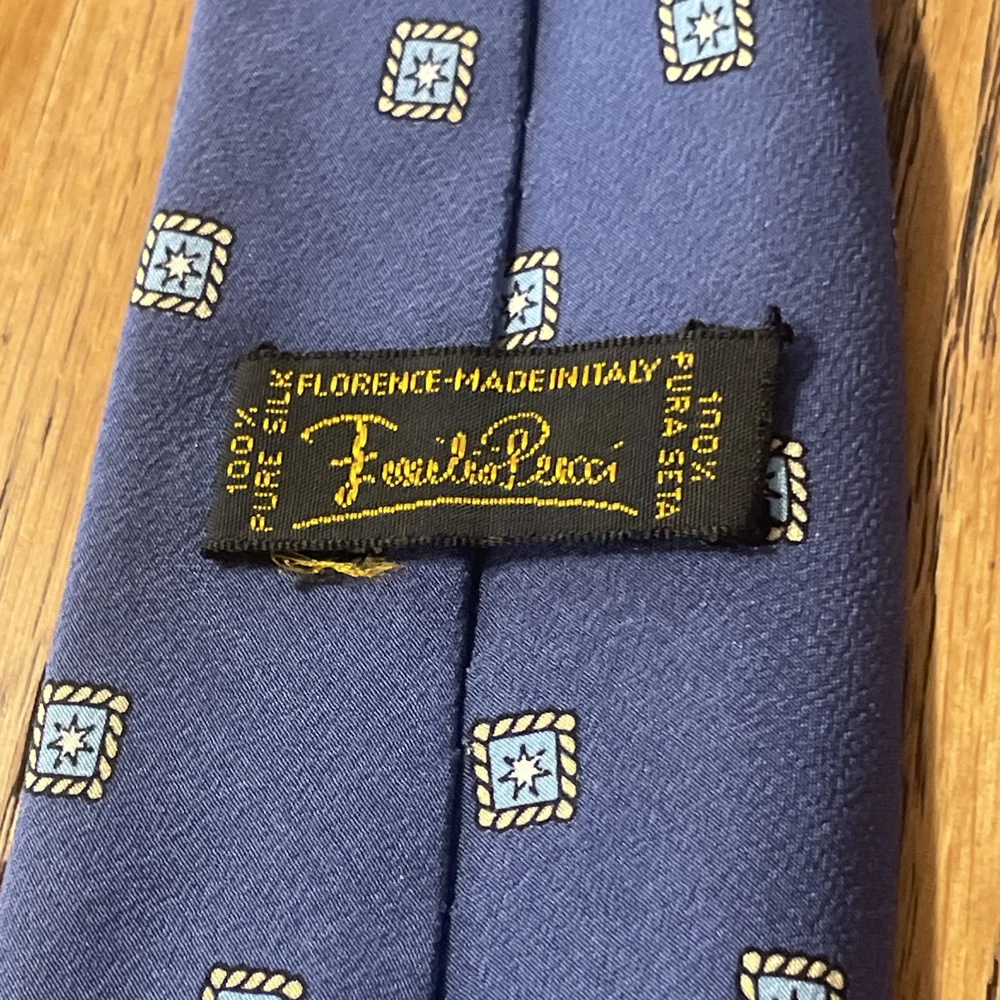 FLORENCE-MADE IN ITALY
100%
PURE SILK
Emilio Pucci
100%
PURA SETA